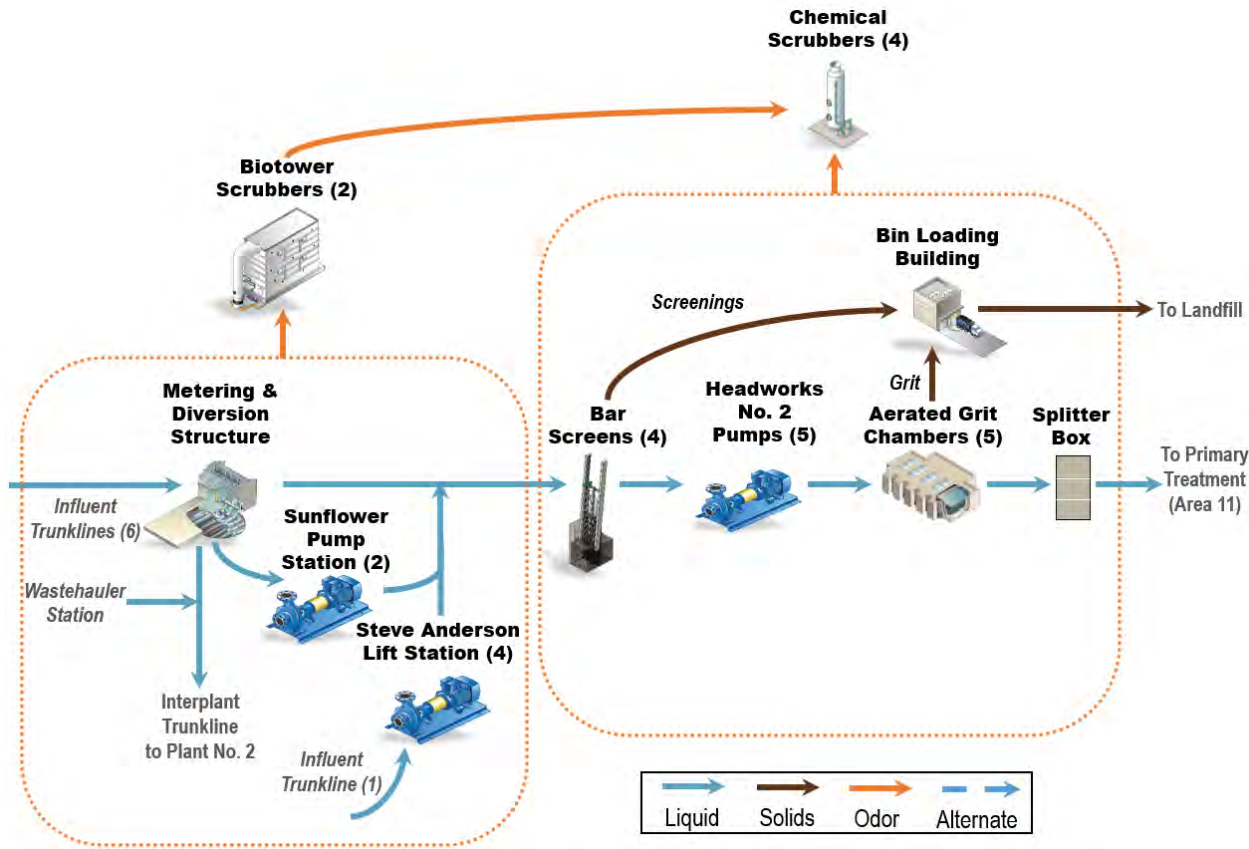 Chemical
Scrubbers (4)
Biotower
Scrubbers (2)
Bin Loading
Building
Screenings
To Landfill
Metering &
Diversion
Structure
Grit
Bar
Screens (4)
Headworks
No. 2
Pumps (5)
Aerated Grit
Chambers (5)
Splitter
Box
To Primary
Treatment
(Area 11)
Influent
Trunklines (6)
Sunflower
Pump
Station (2)
Wastehauler
Station
Steve Anderson
Lift Station (4)
Interplant
Trunkline
to Plant No. 2
Influent
Trunkline (1)
Liquid
Solids
Odor
Alternate